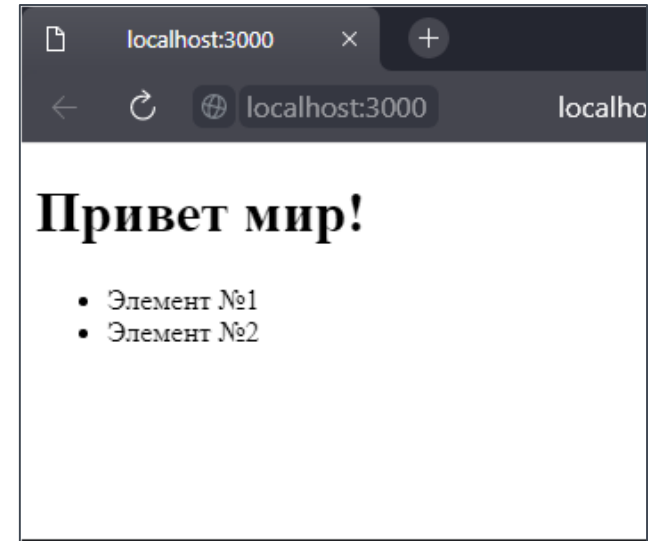 localhost:3000
localhost:3000 localho
Привет мир!
Элемент №1
Элемент №2